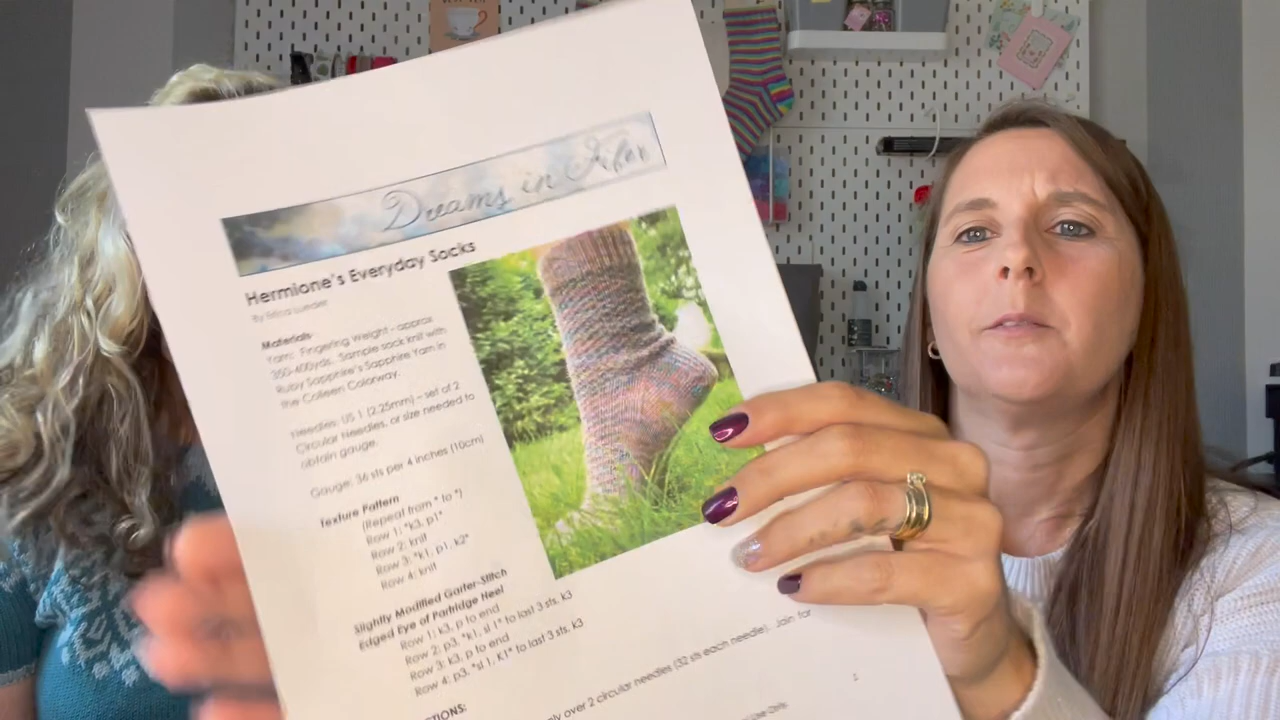 Dreams in Fiber
Hermione's Everyday Socks
By Erica Lueder
Materials
Yarn: Fingering Weight - approx
350-400yds. Sample sock knit with
Ruby Sapphire's Sapphire Yarn in
the Colleen Colorway.
Needles: US 1 (2.25mm) – set of 2
Circular Needles, or size needed to
obtain gauge.
Gauge: 36 sts per 4 inches (10cm)
Texture Pattern
(Repeat from * to *)
Row 1: *k3, p1*
Row 2: knit
Row 3: *k1, p1, k2*
Row 4: knit
Slightly Modified Garter-Stitch
Edged Eye of Partridge Heel
Row 1: k3, p to end
Row 2: p3, *k1, sl 1* to last 3 sts, k3
Row 3: k3, p to end
Row 4: p3, *sl 1, K1* to last 3 sts, k3
over 2 circular needles (32 sts each needle). Join for